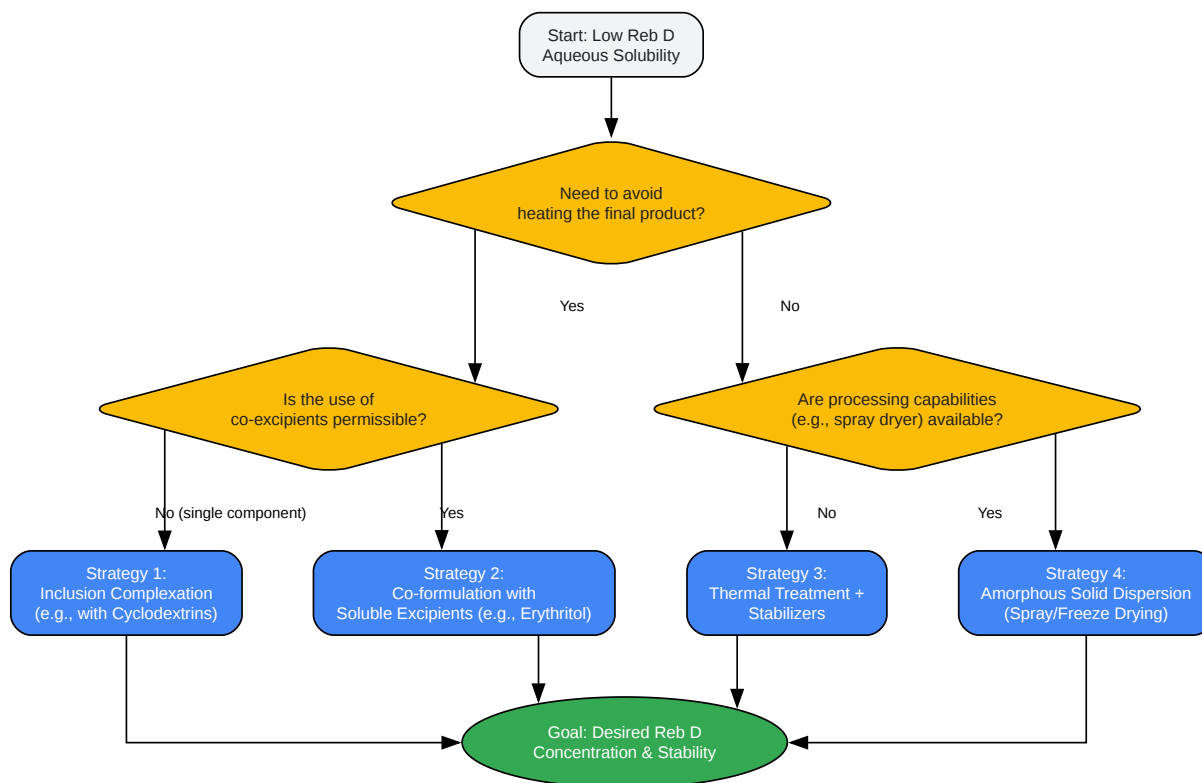 Start: Low Reb D
Aqueous Solubility
Need to avoid
heating the final product?
Yes
No
Is the use of
co-excipients permissible?
Are processing capabilities
(e.g., spray dryer) available?
No (single component)
Yes
No
Yes
Strategy 1:
Inclusion Complexation
(e.g., with Cyclodextrins)
Strategy 2:
Co-formulation with
Soluble Excipients (e.g., Erythritol)
Strategy 3:
Thermal Treatment +
Stabilizers
Strategy 4:
Amorphous Solid Dispersion
(Spray/Freeze Drying)
Goal: Desired Reb D
Concentration & Stability